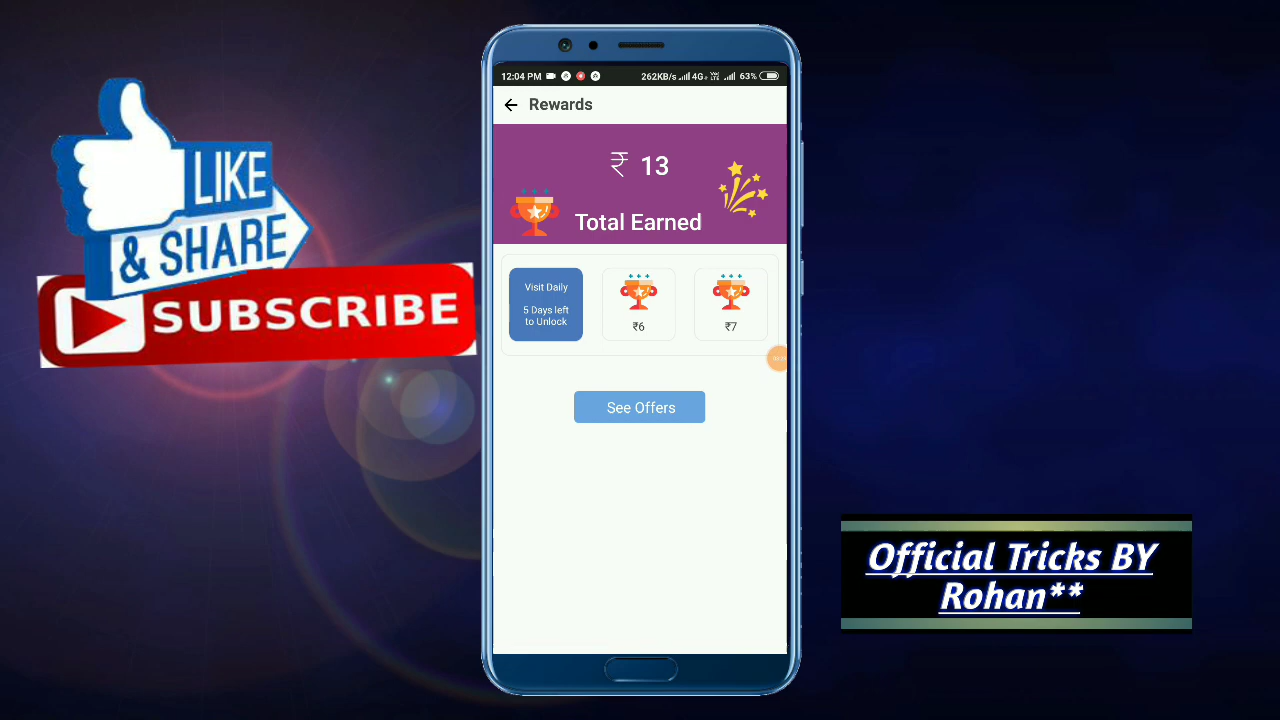 LIKE
& SHARE
SUBSCRIBE
12:04 PM
262KB/s
4G+
63%
Rewards
₹ 13
Total Earned
Visit Daily
5 Days left
to Unlock
₹6
₹7
See Offers
Official Tricks BY
Rohan**